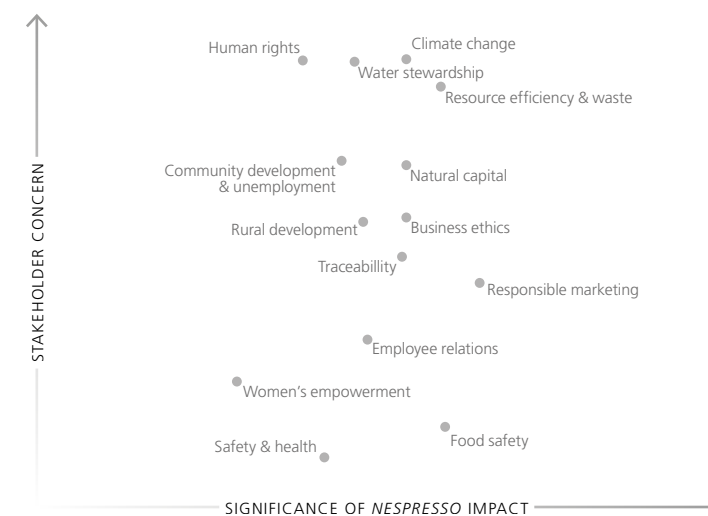 Human rights
Climate change
Water stewardship
Resource efficiency & waste
Community development
& unemployment
Natural capital
Rural development
Business ethics
Traceabillity
Responsible marketing
Employee relations
Women’s empowerment
Safety & health
Food safety
STAKEHOLDER CONCERN
SIGNIFICANCE OF NESPRESSO IMPACT